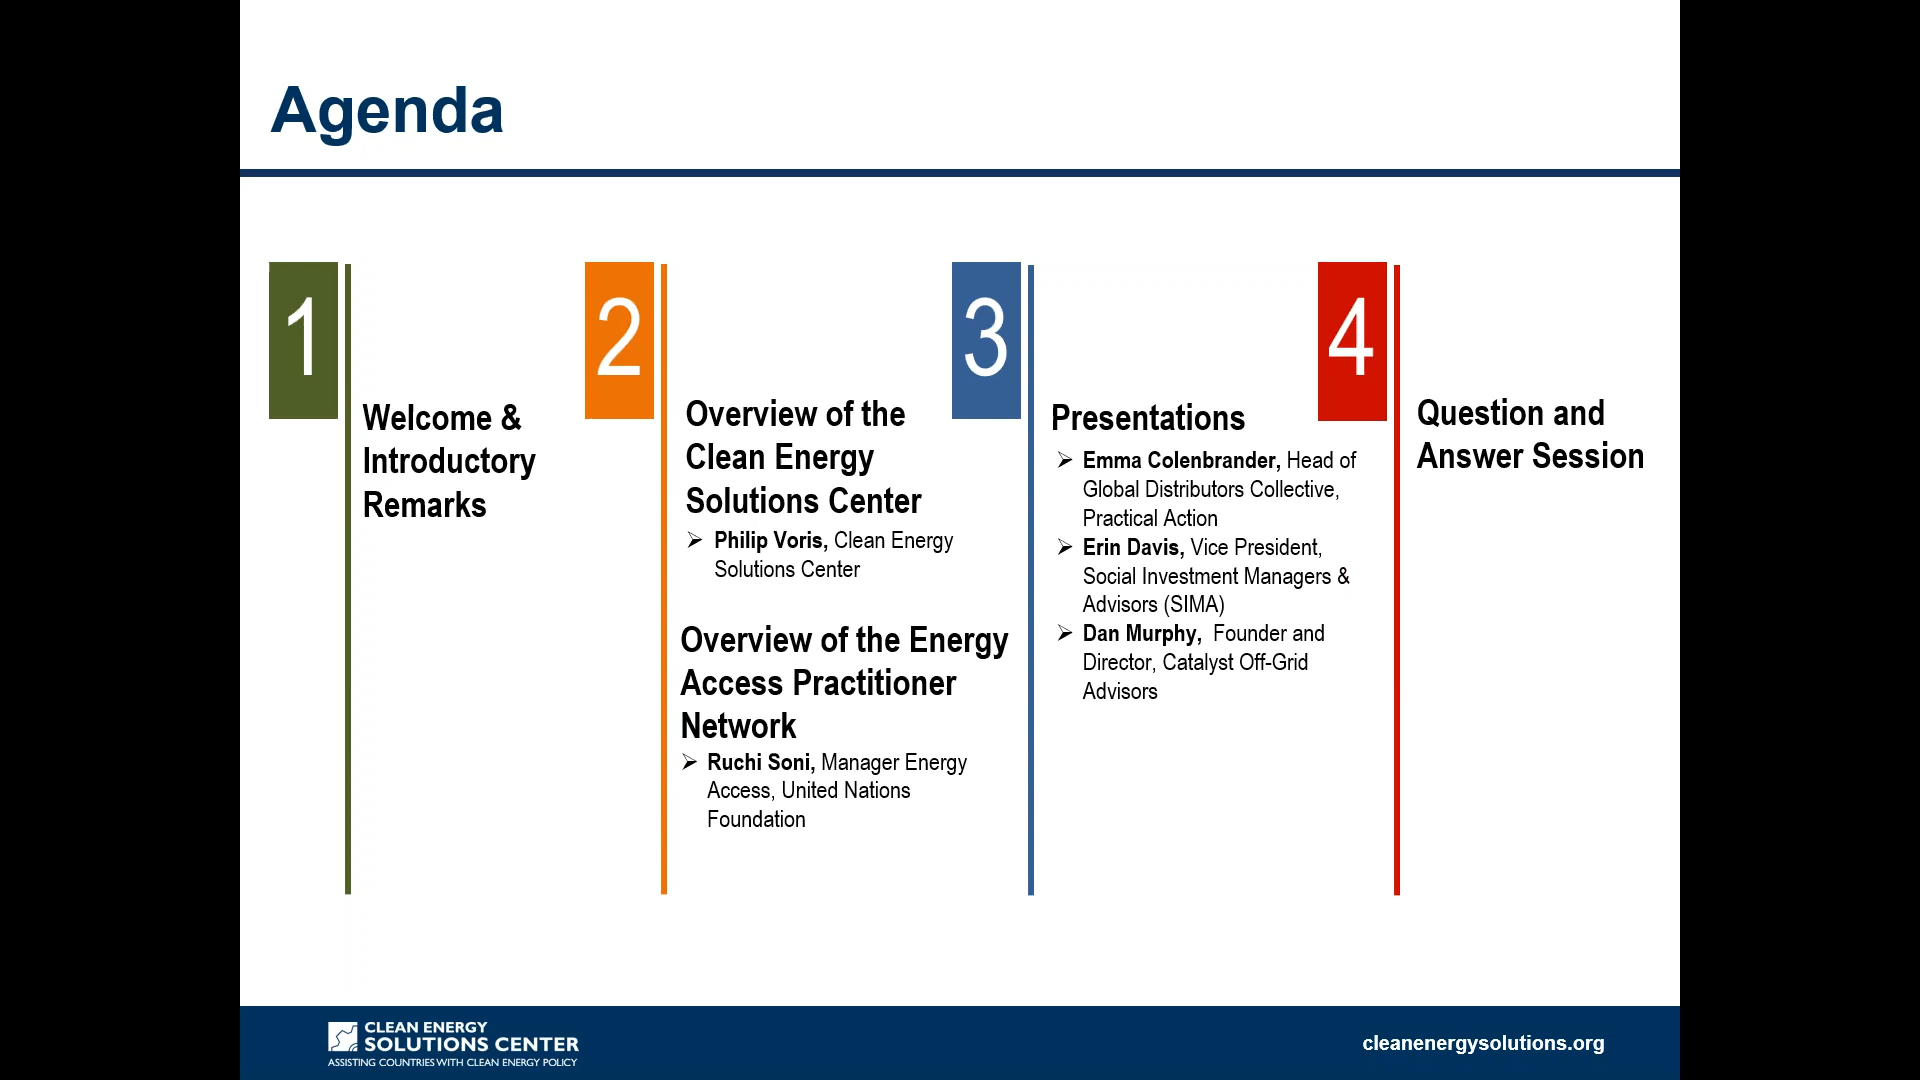 Agenda
1
Welcome &
Introductory
Remarks
2
Overview of the
Clean Energy
Solutions Center
➢ Philip Voris, Clean Energy
Solutions Center
Overview of the Energy
Access Practitioner
Network
➢ Ruchi Soni, Manager Energy
Access, United Nations
Foundation
3
Presentations
➢ Emma Colenbrander, Head of
Global Distributors Collective,
Practical Action
➢ Erin Davis, Vice President,
Social Investment Managers &
Advisors (SIMA)
➢ Dan Murphy,  Founder and
Director, Catalyst Off-Grid
Advisors
4
Question and
Answer Session
CLEAN ENERGY
SOLUTIONS CENTER
ASSISTING COUNTRIES WITH CLEAN ENERGY POLICY
cleanenergysolutions.org